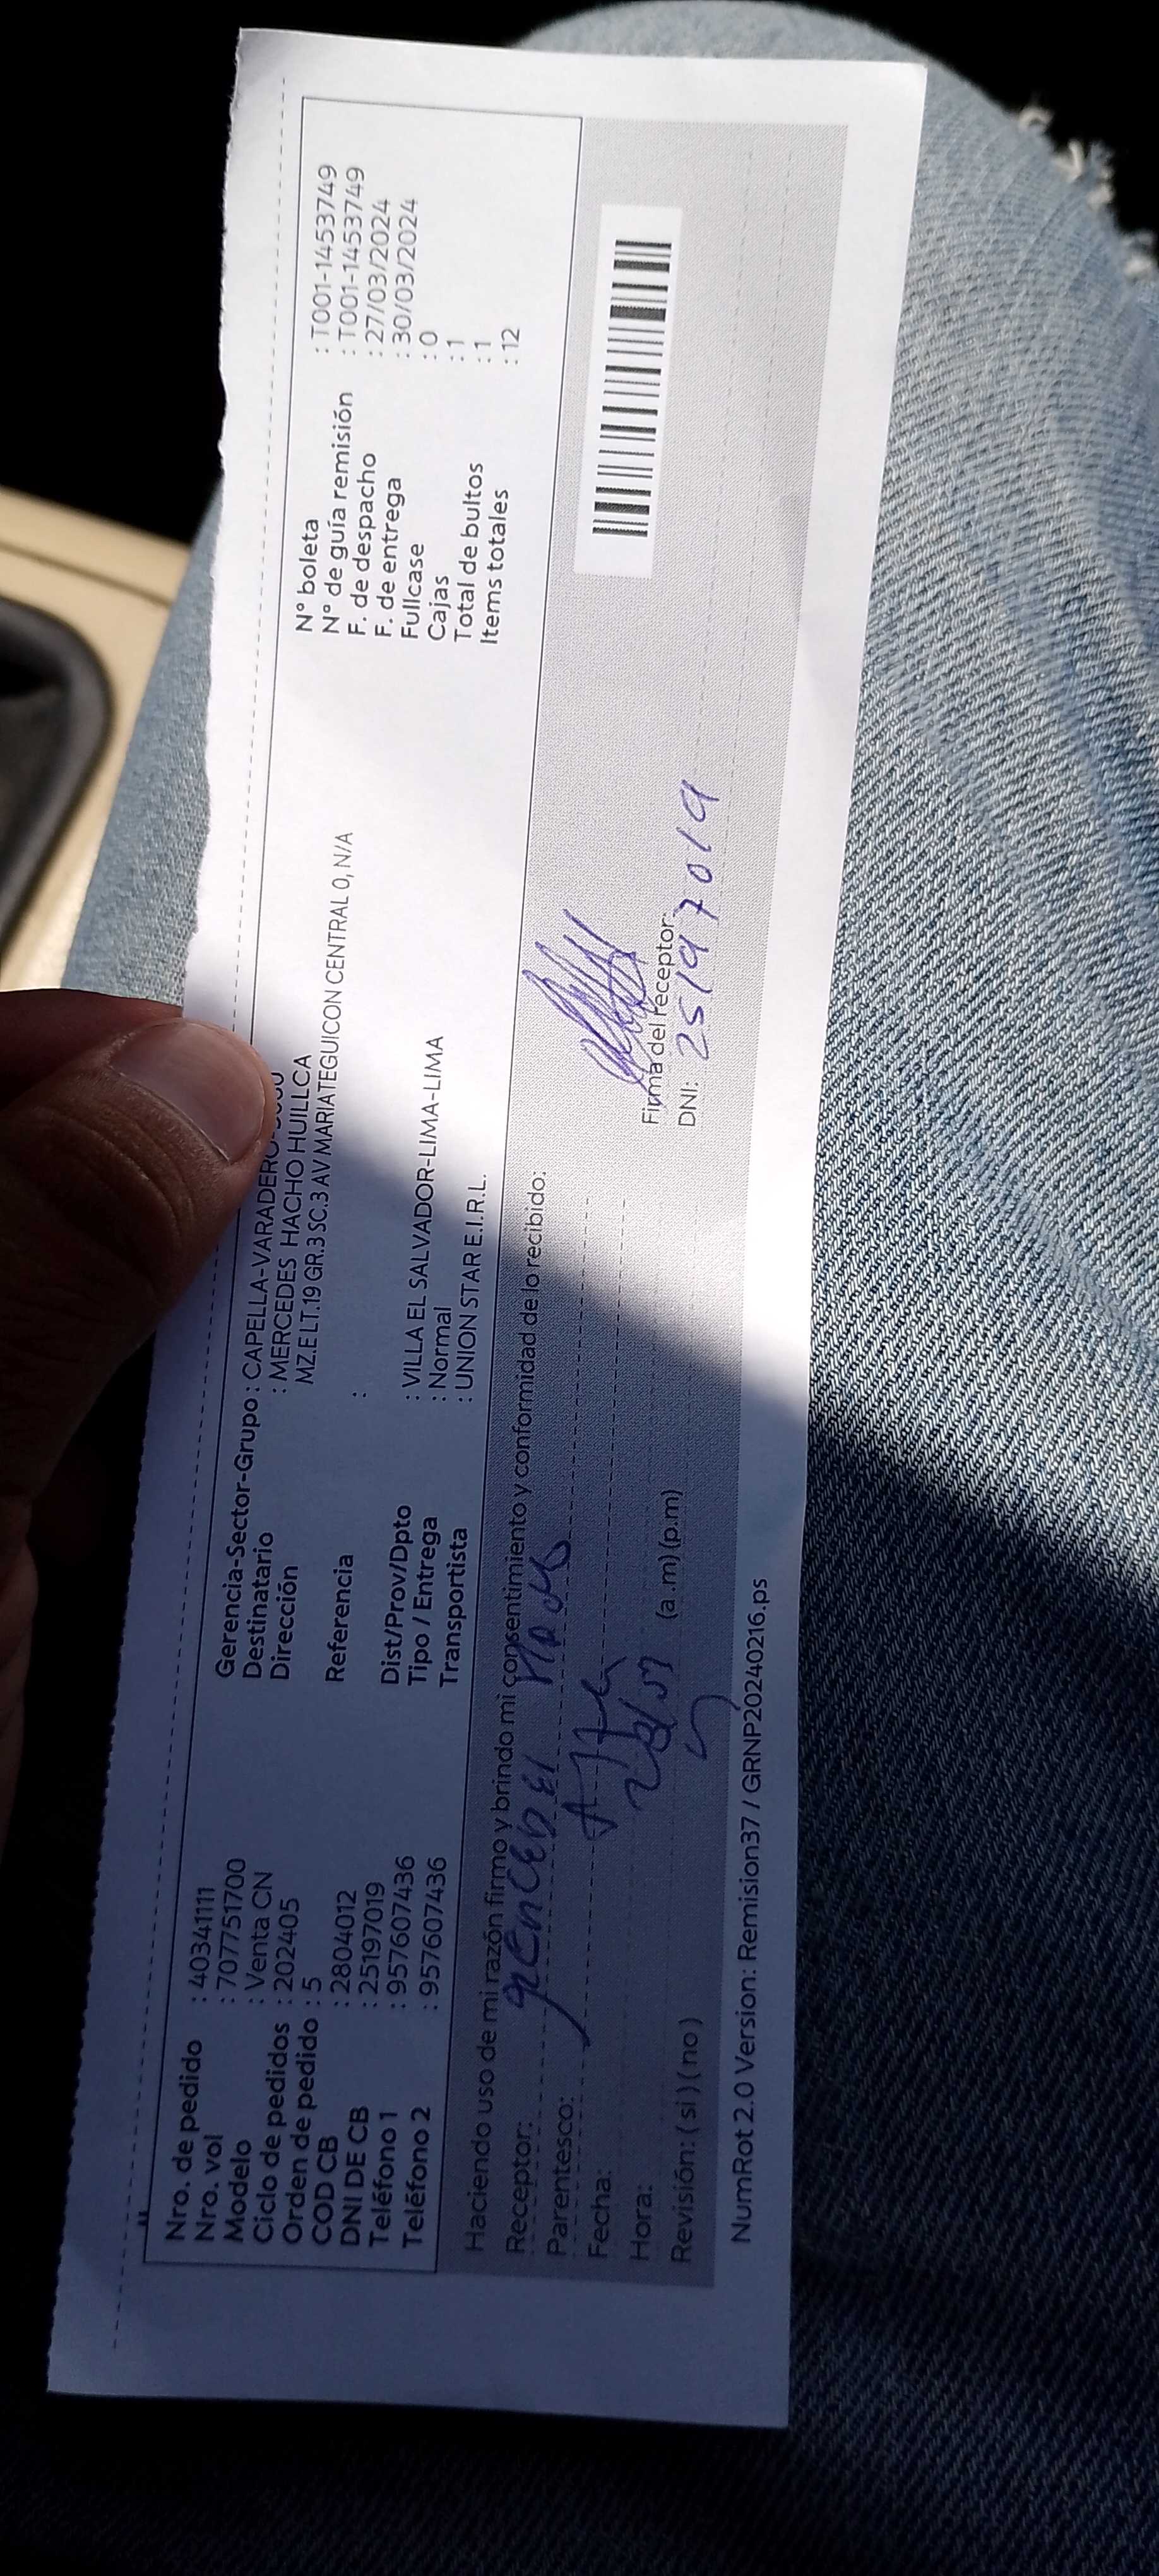 Nro. de pedido : 40341111
Nro. vol : 707751700
Modelo : Venta CN
Ciclo de pedidos : 202405
Orden de pedido : 5
COD CB : 2804012
DNI DE CB : 25197019
Teléfono 1 : 957607436
Teléfono 2 : 957607436
Gerencia-Sector-Grupo : CAPELLA-VARADERO
Destinatario : MERCEDES HACHO HUILLCA
Dirección MZ.E LT.19 GR.3 SC.3 AV MARIATEGUICON CENTRAL 0, N/A
Referencia :
Dist/Prov/Dpto : VILLA EL SALVADOR-LIMA-LIMA
Tipo / Entrega : Normal
Transportista : UNION STAR E.I.R.L.
N° boleta : T001-1453749
N° de guía remisión : T001-1453749
F. de despacho : 27/03/2024
F. de entrega : 30/03/2024
Fullcase : 0
Cajas : 1
Total de bultos : 1
Items totales : 12
Haciendo uso de mi razón firmo y brindo mi consentimiento y conformidad de lo recibido:
Receptor:
Parentesco:
Fecha:
Hora: (a.m) (p.m)
Revisión: ( si ) ( no )
Firma del receptor:
DNI: 25197019
NumRot 2.0 Version: Remision37 / GRNP20240216.ps